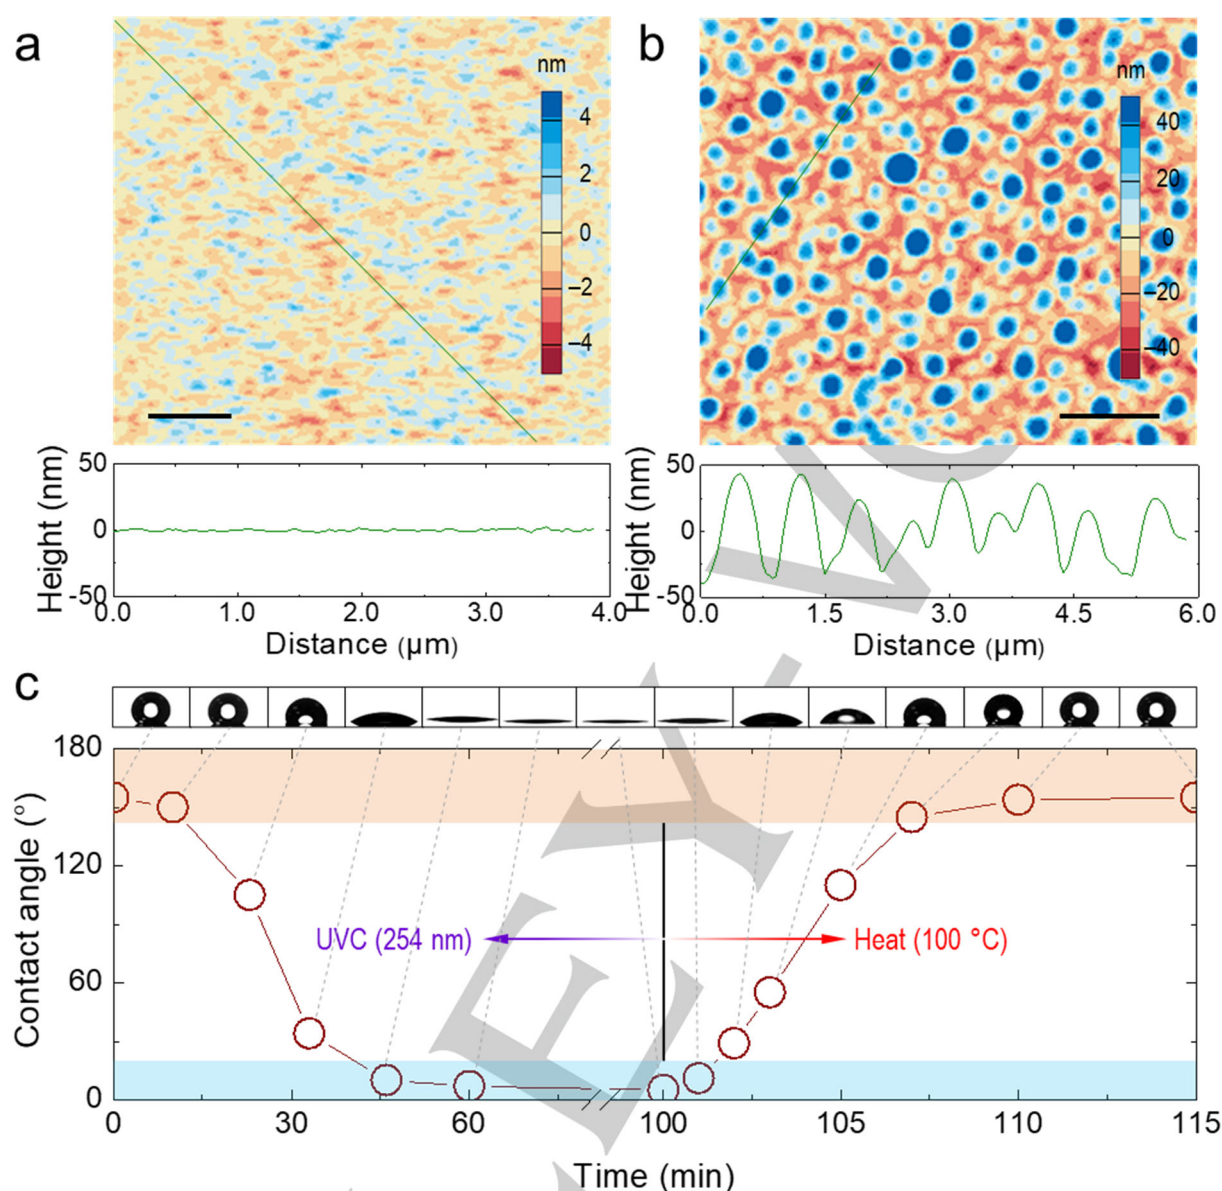 a
b
nm
4
2
0
–2
–4
nm
40
20
0
–20
–40
Height (nm)
50
0
-50
0.0 1.0 2.0 3.0 4.0
Distance (µm)
Height (nm)
50
0
-50
0.0 1.5 3.0 4.5 6.0
Distance (µm)
c
Contact angle (°)
180
120
60
0
UVC (254 nm)
Heat (100 °C)
0 30 60 100 105 110 115
Time (min)